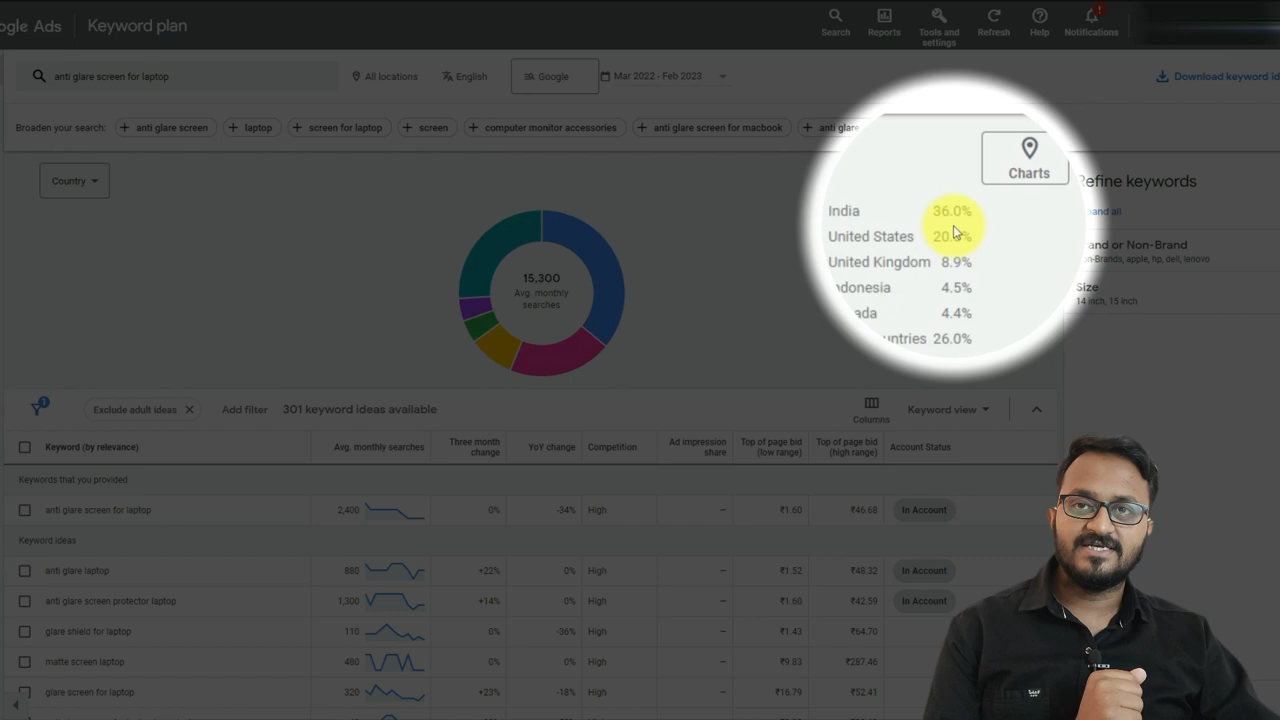 ogle Ads
Keyword plan
Search
Reports
Tools and settings
Refresh
Help
Notifications
anti glare screen for laptop
All locations
English
Google
Mar 2022 - Feb 2023
Download keyword id
Broaden your search:
anti glare screen
laptop
screen for laptop
screen
computer monitor accessories
anti glare screen for macbook
anti glare
Country
Charts
15,300
Avg. monthly
searches
India 36.0%
United States
United Kingdom 8.9%
ndonesia 4.5%
ada 4.4%
untries 26.0%
Refine keywords
and all
and or Non-Brand
n-Brands, apple, hp, dell, lenovo
Size
14 inch, 15 inch
1
Exclude adult ideas
Add filter
301 keyword ideas available
Columns
Keyword view
Keyword (by relevance) Avg. monthly searches Three month change YoY change Competition Ad impression share Top of page bid (low range) Top of page bid (high range) Account Status
Keywords that you provided
anti glare screen for laptop 2,400 0% -34% High – ₹1.60 ₹46.68 In Account
Keyword ideas
anti glare laptop 880 +22% 0% High – ₹1.52 ₹48.32 In Account
anti glare screen protector laptop 1,300 +14% 0% High – ₹1.60 ₹42.59 In Account
glare shield for laptop 110 0% -36% High – ₹1.43 ₹64.70
matte screen laptop 480 0% 0% High – ₹9.83 ₹287.46
glare screen for laptop 320 +23% -18% High – ₹16.79 ₹52.41